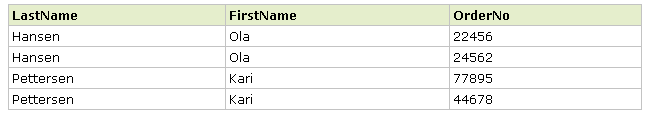 LastName FirstName OrderNo
Hansen Ola 22456
Hansen Ola 24562
Pettersen Kari 77895
Pettersen Kari 44678